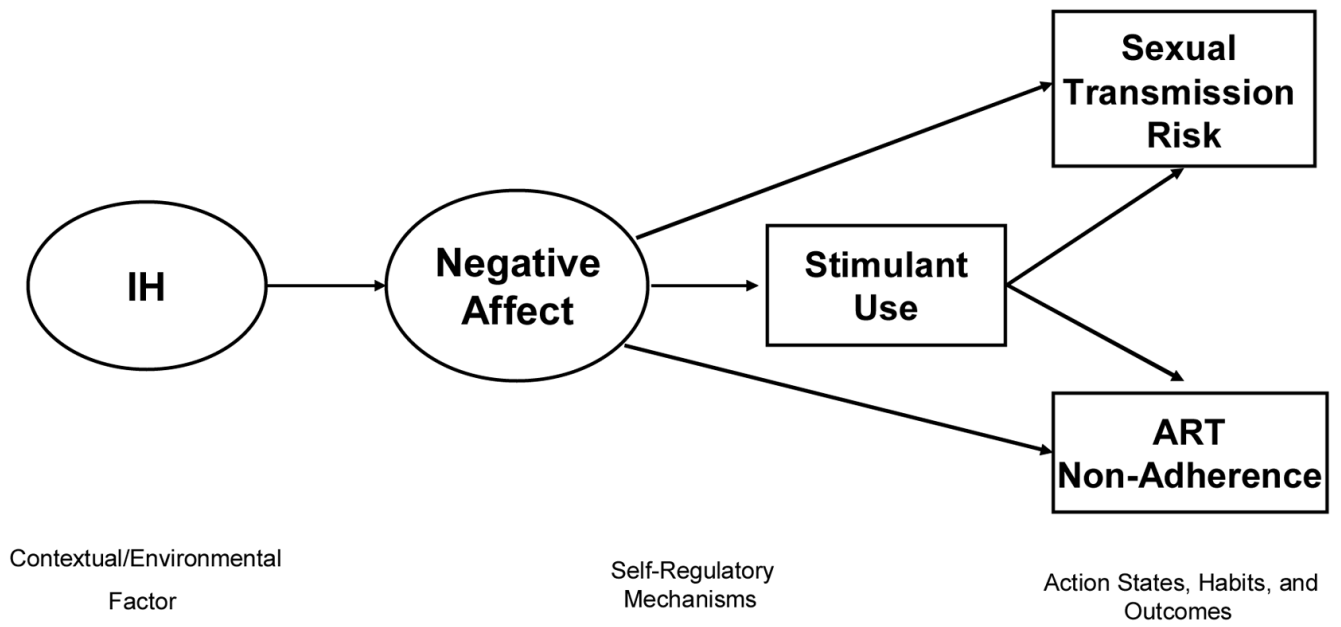 Sexual
Transmission
Risk
IH
Negative
Affect
Stimulant
Use
ART
Non-Adherence
Contextual/Environmental
Factor
Self-Regulatory
Mechanisms
Action States, Habits, and
Outcomes